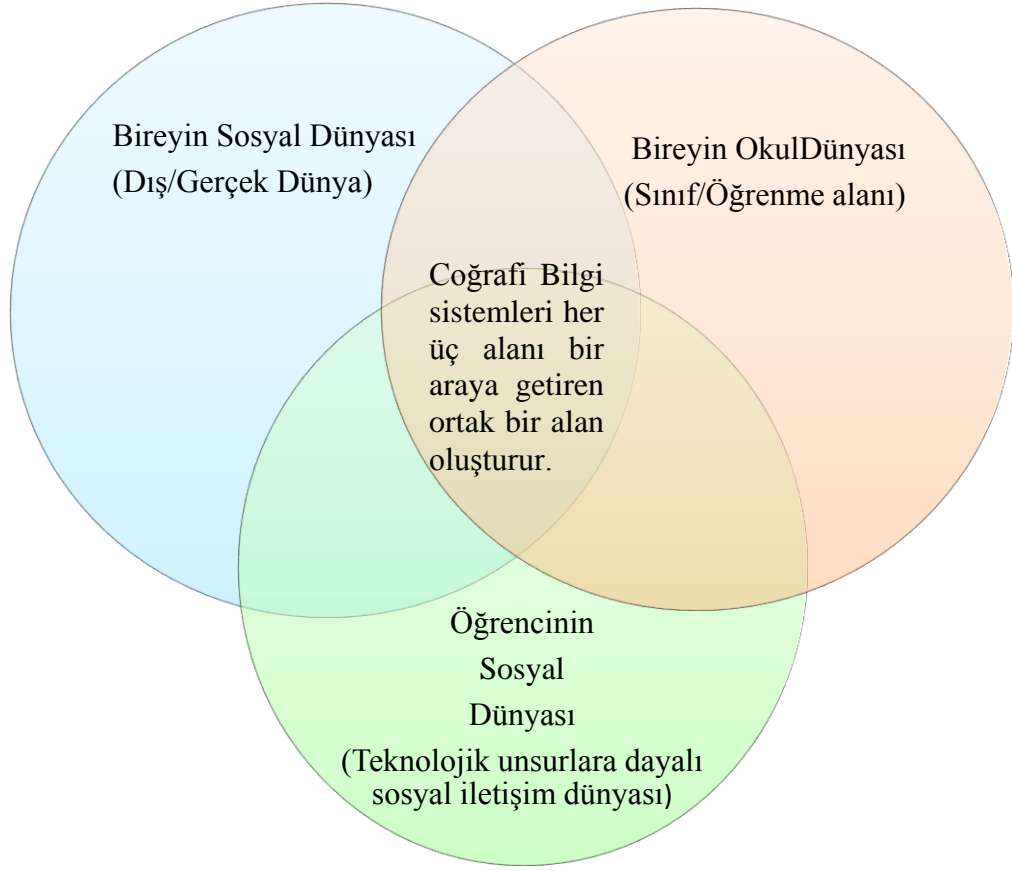 Bireyin Sosyal Dünyası
(Dış/Gerçek Dünya)
Bireyin OkulDünyası
(Sınıf/Öğrenme alanı)
Coğrafi Bilgi
sistemleri her
üç alanı bir
araya getiren
ortak bir alan
oluşturur.
Öğrencinin
Sosyal
Dünyası
(Teknolojik unsurlara dayalı
sosyal iletişim dünyası)